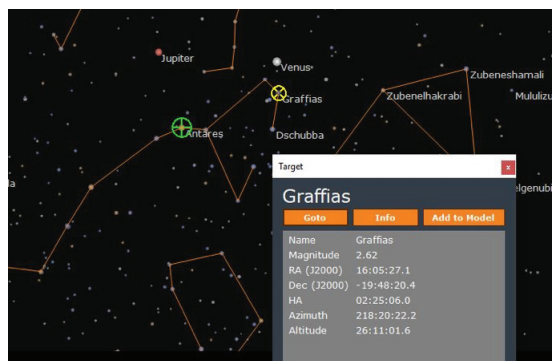 Jupiter
Venus
Zubeneshamali
Graffias
Zubenelhakrabi
Mululizu
Antares
Dschubba
Target
x
la
elgenubi
Graffias
Goto Info Add to Model
Name Graffias
Magnitude 2.62
RA (J2000) 16:05:27.1
Dec (J2000) -19:48:20.4
HA 02:25:06.0
Azimuth 218:20:22.2
Altitude 26:11:01.6